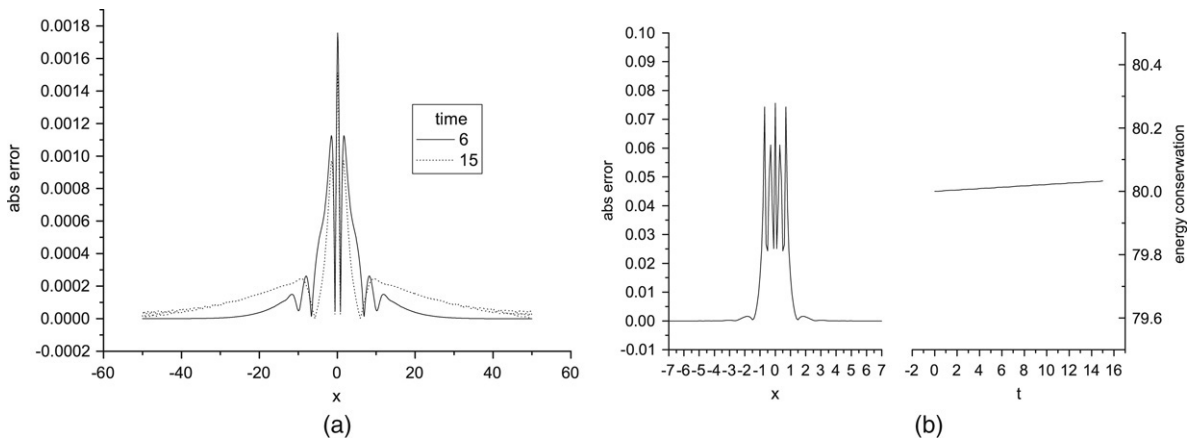 0.0018
0.0016
0.0014
0.0012
0.0010
0.0008
0.0006
0.0004
0.0002
0.0000
-0.0002
abs error
-60 -40 -20 0 20 40 60
x
time
6
15
(a)
0.10
0.09
0.08
0.07
0.06
0.05
0.04
0.03
0.02
0.01
0.00
-0.01
abs error
-7-6-5-4-3-2-1 0 1 2 3 4 5 6 7
x
80.4
80.2
80.0
79.8
79.6
energy conserwation
-2 0 2 4 6 8 10 12 14 16
t
(b)